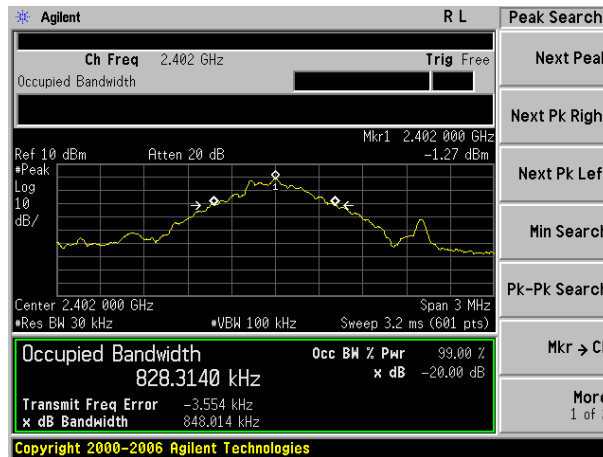 Agilent R L Peak Search
Ch Freq 2.402 GHz Trig Free
Occupied Bandwidth
Next Peak
Next Pk Righ
Mkr1 2.402 000 GHz
Ref 10 dBm Atten 20 dB -1.27 dBm
#Peak
Log
10
dB/
1
Next Pk Lef
Min Search
Pk-Pk Search
Center 2.402 000 GHz Span 3 MHz
#Res BW 30 kHz #VBW 100 kHz Sweep 3.2 ms (601 pts)
Mkr → C
Occupied Bandwidth Occ BW % Pwr 99.00 %
828.3140 kHz x dB -20.00 dB
Transmit Freq Error -3.554 kHz
x dB Bandwidth 848.014 kHz
More
1 of
Copyright 2000-2006 Agilent Technologies